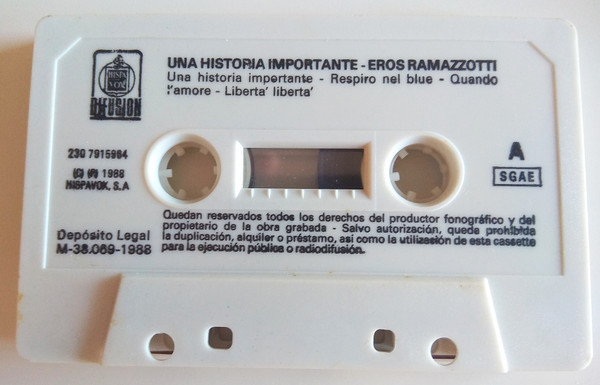 UNA HISTORIA IMPORTANTE - EROS RAMAZZOTTI
Una historia importante - Respiro nel blue - Quando
l'amore - Liberta' liberta'
HISPA
VOX
DIFUSION
230 7915964
(C) (P) 1988
HISPAVOX, S.A
A
SGAE
Depósito Legal
M-38.069-1988
Quedan reservados todos los derechos del productor fonográfico y del
propietario de la obra grabada - Salvo autorización, queda prohibida
la duplicación, alquiler o préstamo, así como la utilización de esta cassette
para la ejecución pública o radiodifusión.